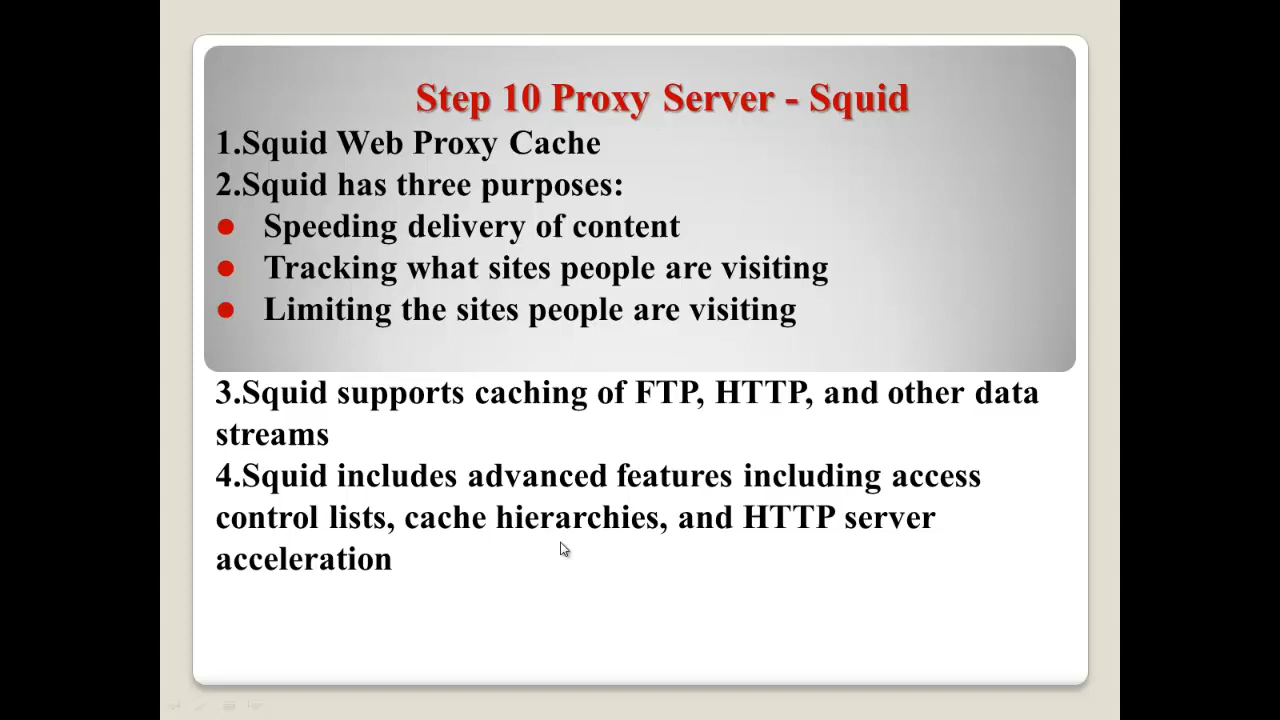 Step 10 Proxy Server - Squid
1.Squid Web Proxy Cache
2.Squid has three purposes:
● Speeding delivery of content
● Tracking what sites people are visiting
● Limiting the sites people are visiting
3.Squid supports caching of FTP, HTTP, and other data
streams
4.Squid includes advanced features including access
control lists, cache hierarchies, and HTTP server
acceleration